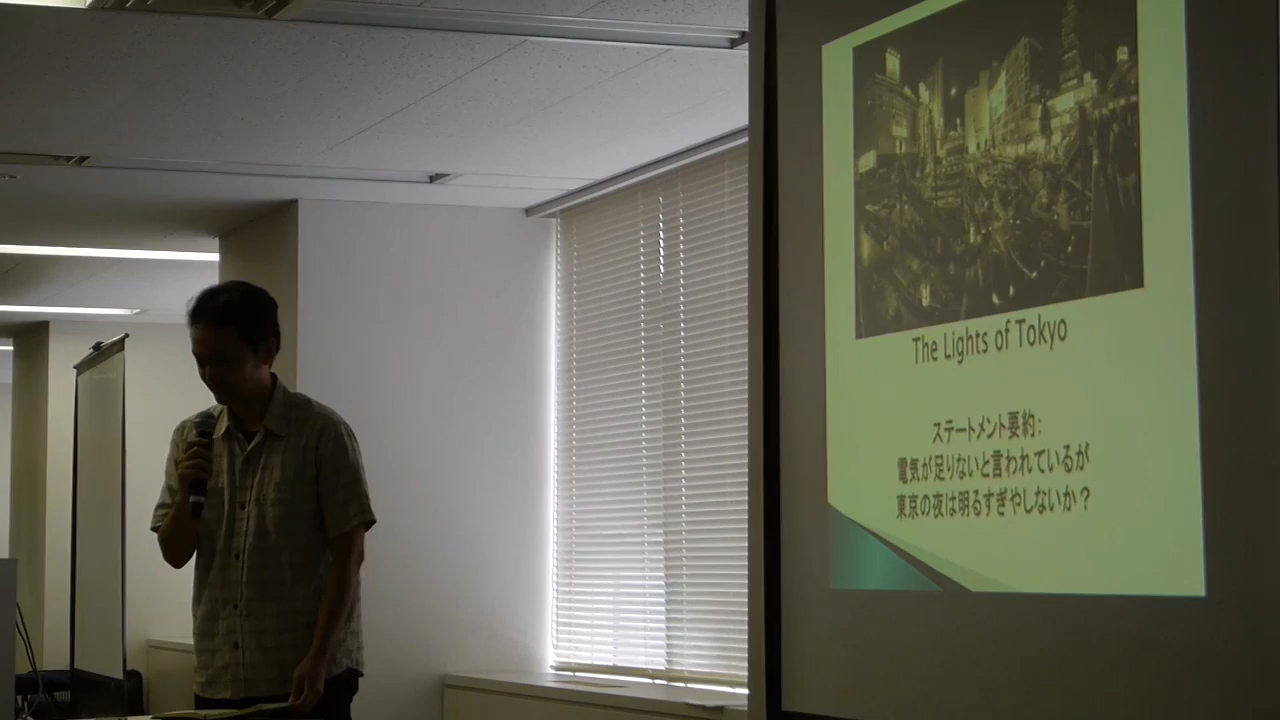 The Lights of Tokyo
ステートメント要約：
電気が足りないと言われているが
東京の夜は明るすぎやしないか？